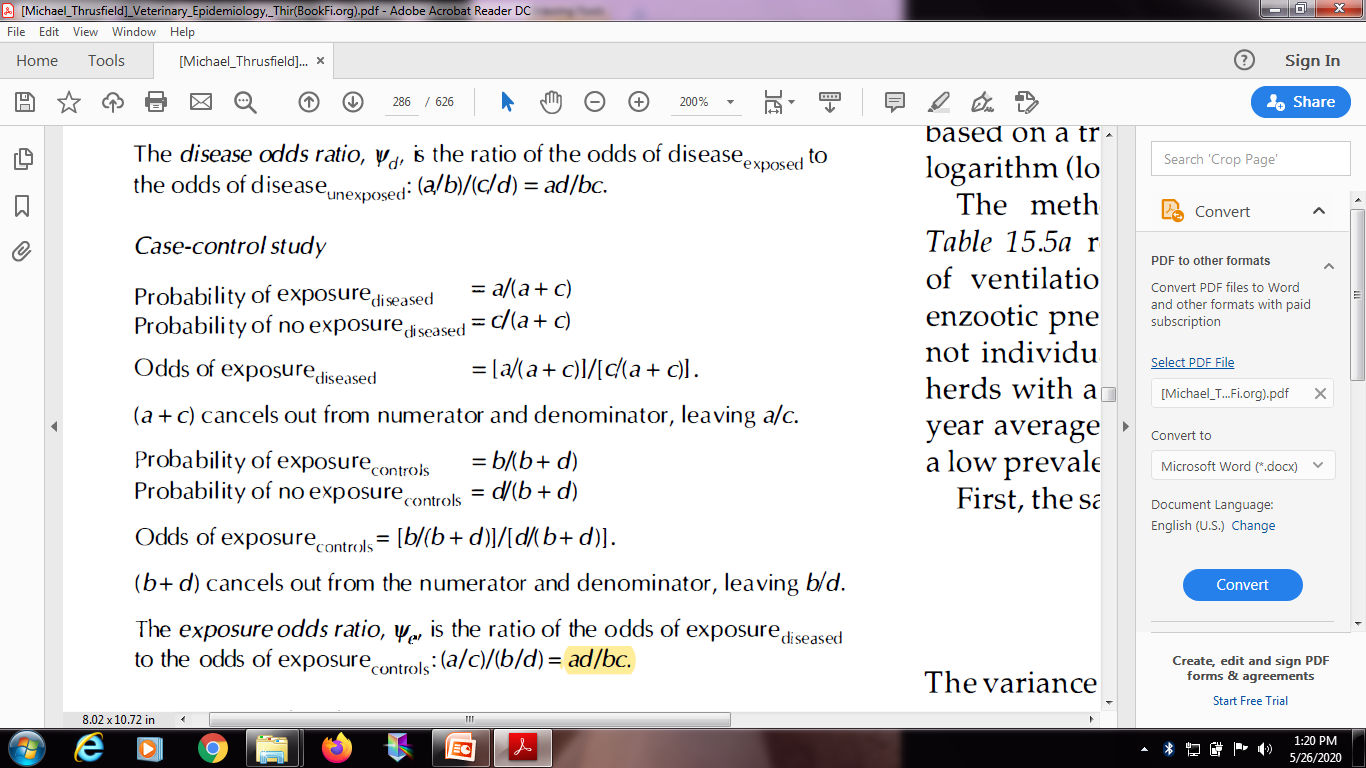 [Michael_Thrusfield]_Veterinary_Epidemiology,_Thir(BookFi.org).pdf - Adobe Acrobat Reader DC
File Edit View Window Help
Home Tools [Michael_Thrusfield]... × ? Sign In
286 / 626 200% Share
The disease odds ratio, ψd, is the ratio of the odds of diseaseexposed to
the odds of diseaseunexposed: (a/b)/(c/d) = ad/bc.
Case-control study
Probability of exposurediseased = a/(a + c)
Probability of no exposurediseased = c/(a + c)
Odds of exposurediseased = [a/(a + c)]/[c/(a + c)].
(a + c) cancels out from numerator and denominator, leaving a/c.
Probability of exposurecontrols = b/(b + d)
Probability of no exposurecontrols = d/(b + d)
Odds of exposurecontrols = [b/(b + d)]/[d/(b + d)].
(b + d) cancels out from the numerator and denominator, leaving b/d.
The exposure odds ratio, ψe, is the ratio of the odds of exposurediseased
to the odds of exposurecontrols: (a/c)/(b/d) = ad/bc.
based on a tr
logarithm (lo
The meth
Table 15.5a r
of ventilatio
enzootic pne
not individu
herds with a
year average
a low prevale
First, the sa
The variance
Search 'Crop Page'
Convert
PDF to other formats
Convert PDF files to Word
and other formats with paid
subscription
Select PDF File
[Michael_T...Fi.org).pdf
Convert to
Microsoft Word (*.docx)
Document Language:
English (U.S.) Change
Convert
Create, edit and sign PDF
forms & agreements
Start Free Trial
8.02 x 10.72 in
1:20 PM
5/26/2020